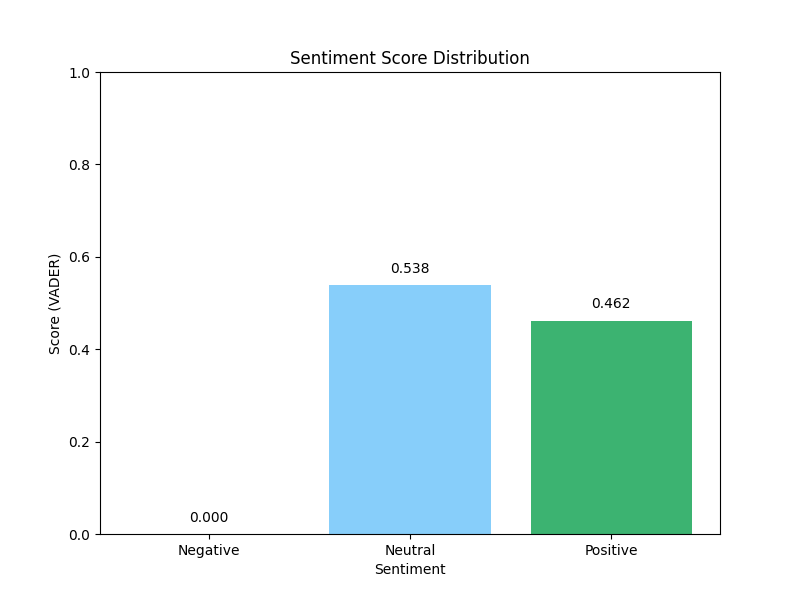 Sentiment Score Distribution
1.0
0.8
0.6
0.4
0.2
0.0
Score (VADER)
0.000
0.538
0.462
Negative
Neutral
Positive
Sentiment